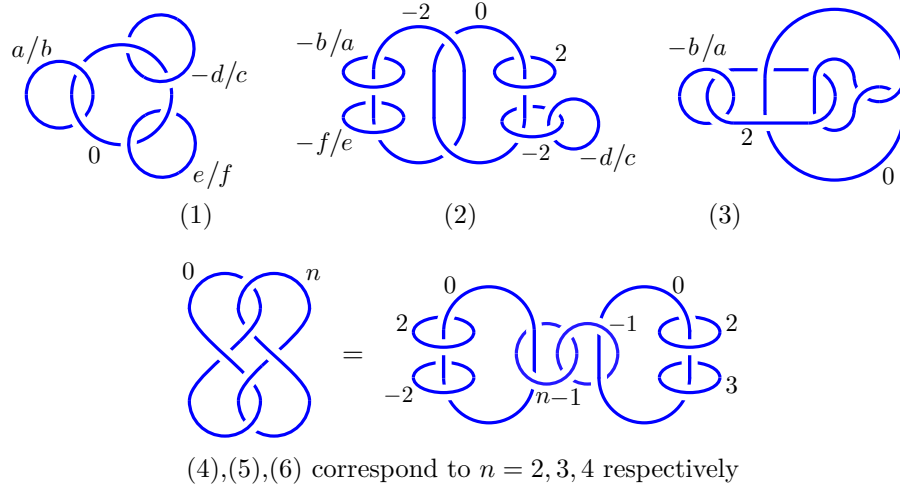 a/b
-d/c
0
e/f
(1)
-2 0
-b/a 2
-f/e -2 -d/c
(2)
-b/a
2 0
(3)
0 n
=
0 0
2 -1 2
-2 n-1 3
(4),(5),(6) correspond to n = 2, 3, 4 respectively